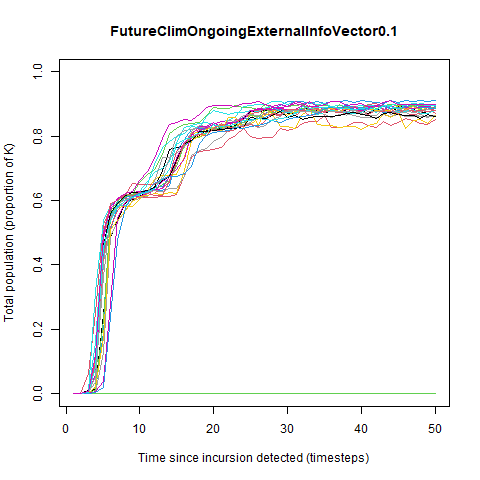 FutureClimOngoingExternalInfoVector0.1
Total population (proportion of K)
1.0
0.8
0.6
0.4
0.2
0.0
0 10 20 30 40 50
Time since incursion detected (timesteps)